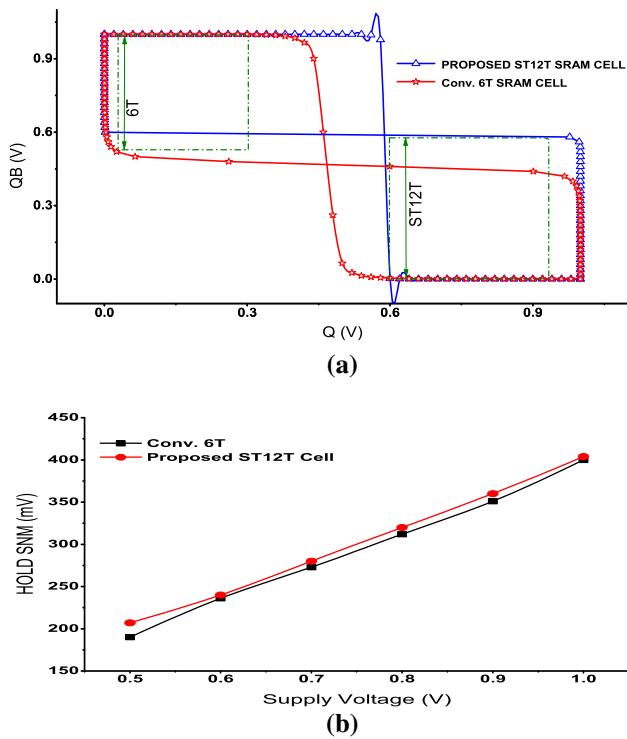 0.9
0.6
0.3
0.0
QB (V)
6T
ST12T
PROPOSED ST12T SRAM CELL
Conv. 6T SRAM CELL
0.0 0.3 0.6 0.9
Q (V)
(a)
450
400
350
300
250
200
150
HOLD SNM (mV)
Conv. 6T
Proposed ST12T Cell
0.5 0.6 0.7 0.8 0.9 1.0
Supply Voltage (V)
(b)